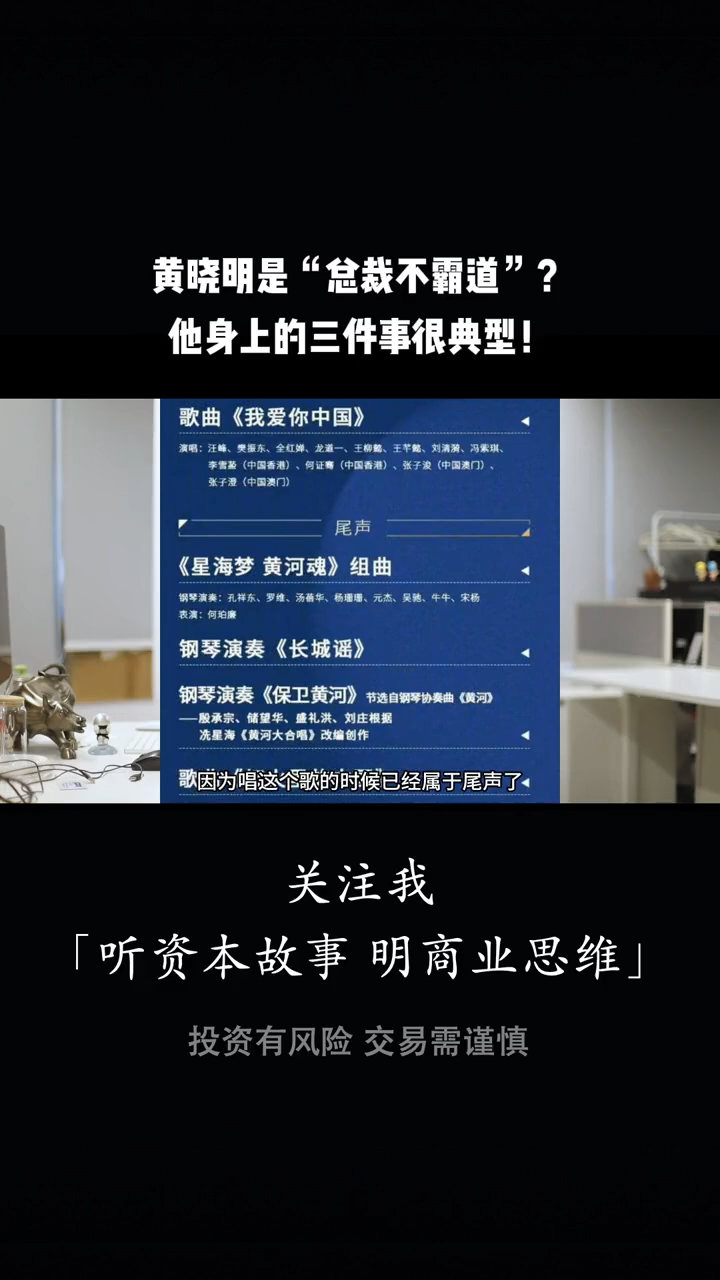 黄晓明是“总裁不霸道”？
他身上的三件事很典型！
歌曲《我爱你中国》
演唱：汪峰、樊振东、全红婵、龙道一、王柳懿、王芊懿、刘清漪、冯紫琪、
李雪瀛（中国香港）、何证骞（中国香港）、张子浚（中国澳门）、
张子澄（中国澳门）
尾声
《星海梦 黄河魂》组曲
钢琴演奏：孔祥东、罗维、汤蓓华、杨珊珊、元杰、吴驰、牛牛、宋杨
表演：何珀廉
钢琴演奏《长城谣》
钢琴演奏《保卫黄河》节选自钢琴协奏曲《黄河》
——殷承宗、储望华、盛礼洪、刘庄根据
冼星海《黄河大合唱》改编创作
歌
因为唱这个歌的时候已经属于尾声了
关注我
「听资本故事 明商业思维」
投资有风险 交易需谨慎